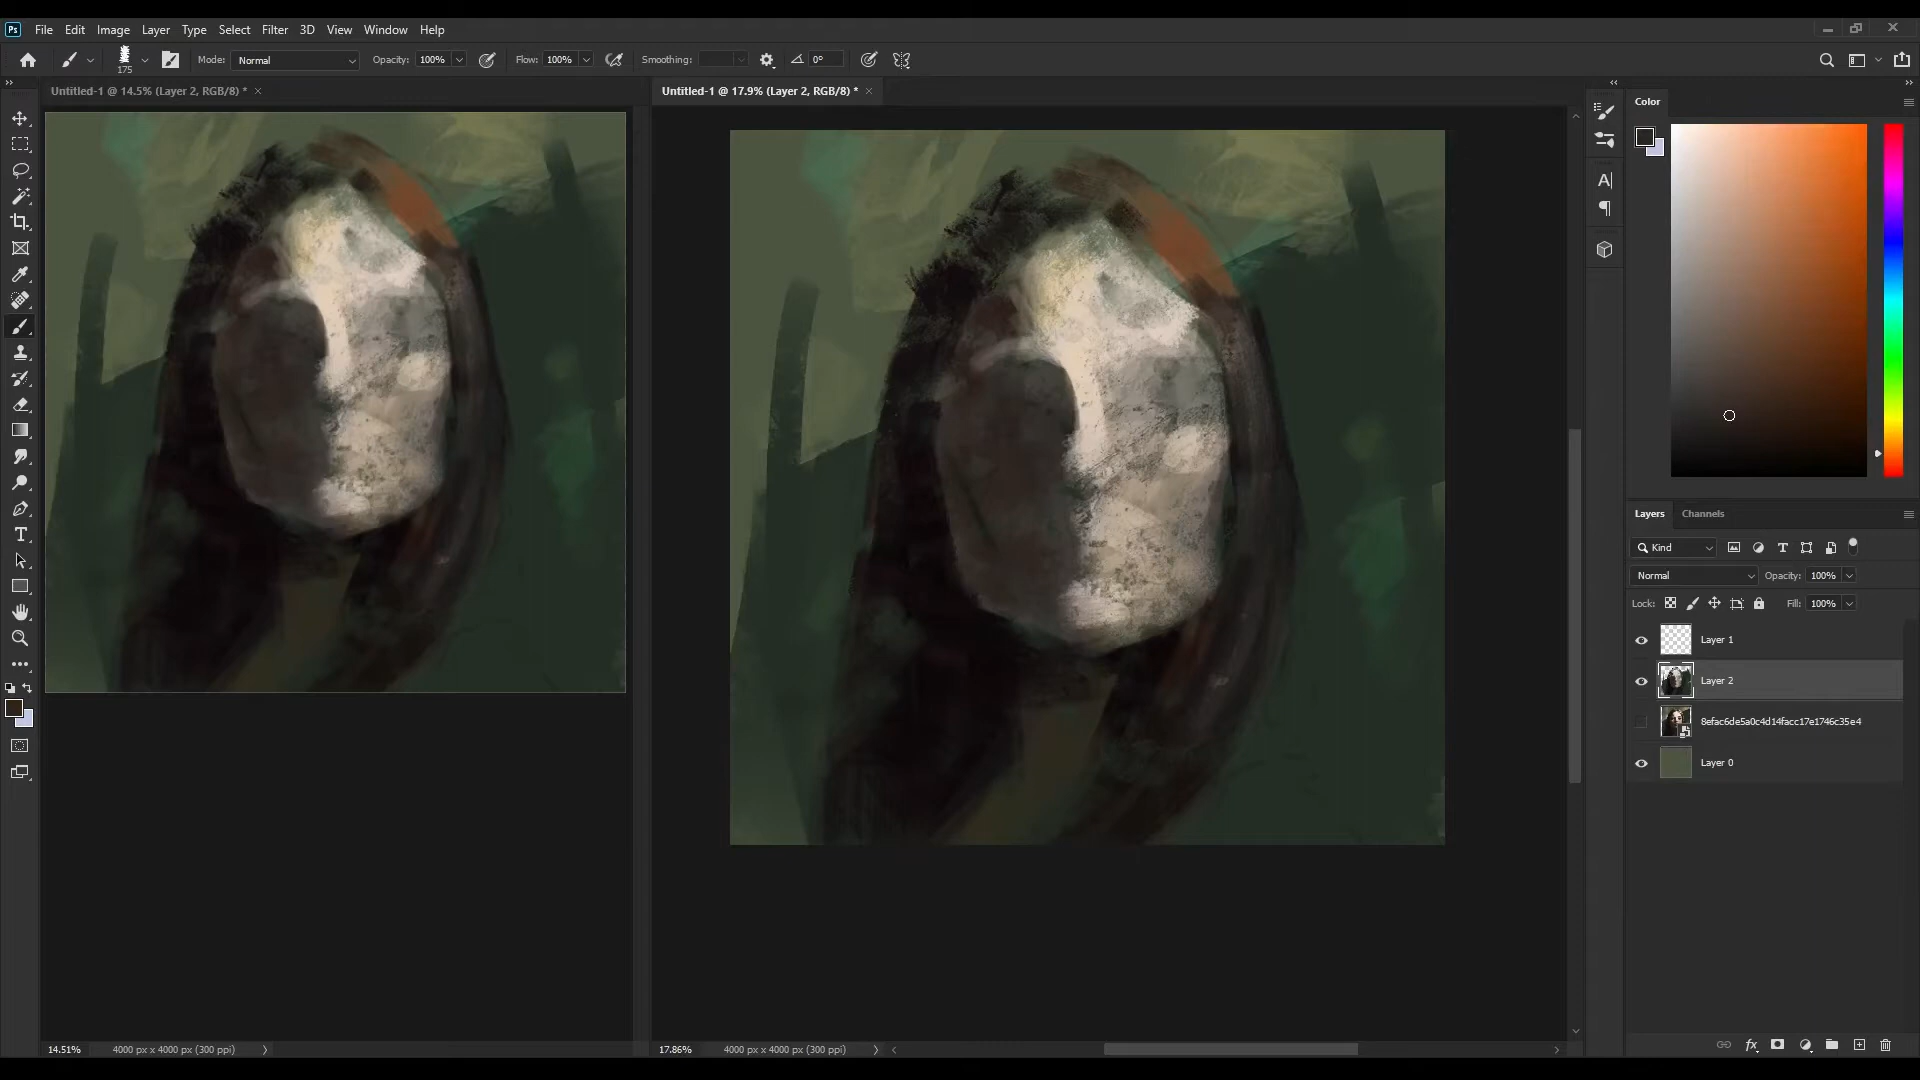 Ps File Edit Image Layer Type Select Filter 3D View Window Help
175 Mode: Normal Opacity: 100% Flow: 100% Smoothing: 0°
Untitled-1 @ 14.5% (Layer 2, RGB/8) * ×
Untitled-1 @ 17.9% (Layer 2, RGB/8) * ×
Color
Layers Channels
Kind
Normal Opacity: 100%
Lock: Fill: 100%
Layer 1
Layer 2
8efac6de5a0c4d14facc17e1746c35e4
Layer 0
14.51% 4000 px x 4000 px (300 ppi)
17.86% 4000 px x 4000 px (300 ppi)